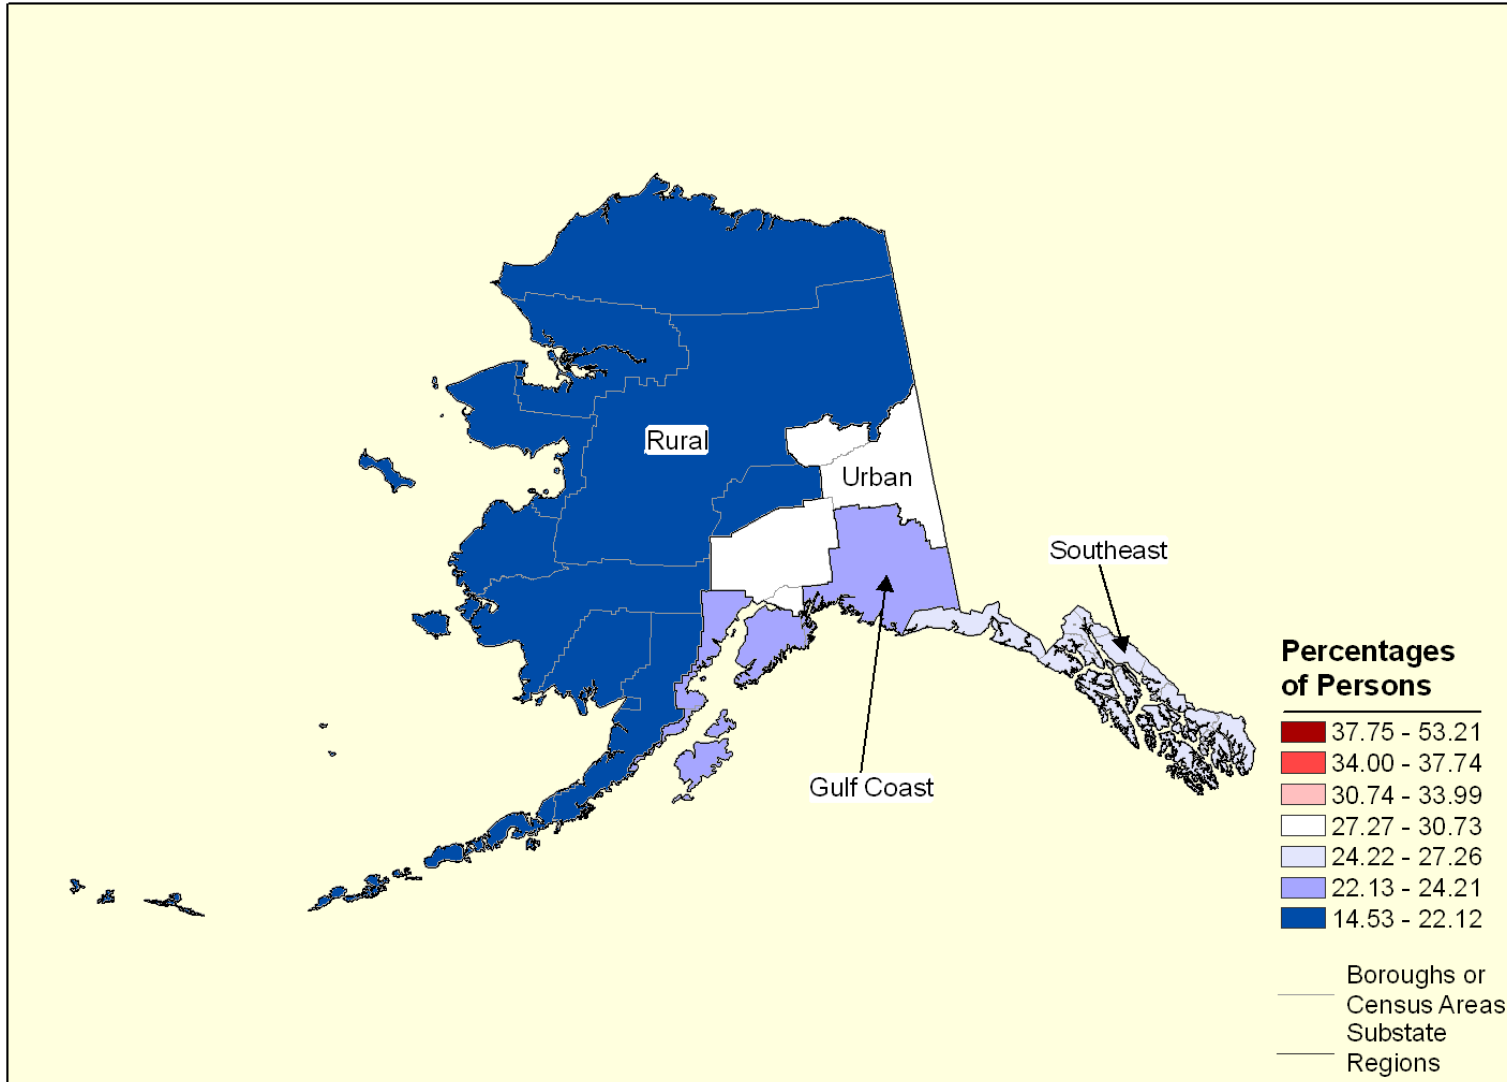 Rural
Urban
Southeast
Gulf Coast
Percentages
of Persons
37.75 - 53.21
34.00 - 37.74
30.74 - 33.99
27.27 - 30.73
24.22 - 27.26
22.13 - 24.21
14.53 - 22.12
Boroughs or
Census Areas
Substate
Regions